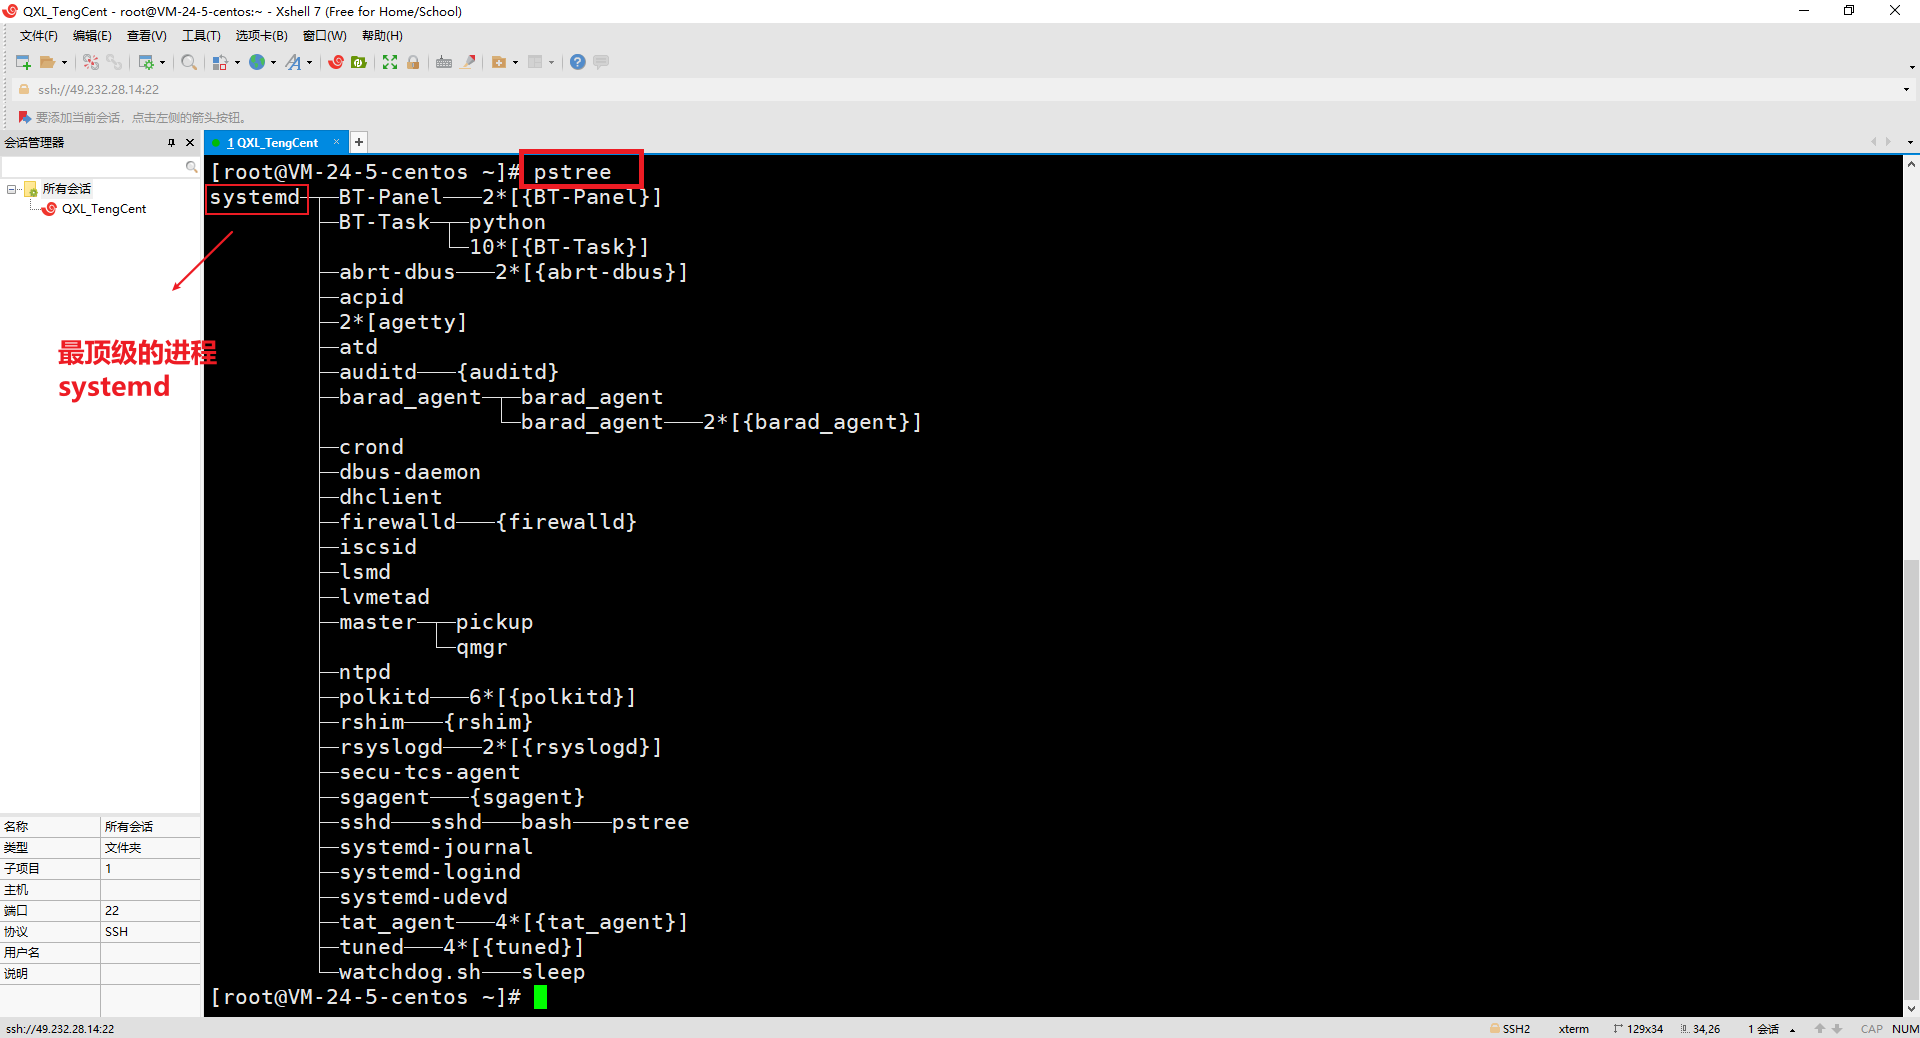 QXL_TengCent - root@VM-24-5-centos:~ - Xshell 7 (Free for Home/School)
文件(F) 编辑(E) 查看(V) 工具(T) 选项卡(B) 窗口(W) 帮助(H)
ssh://49.232.28.14:22
要添加当前会话，点击左侧的箭头按钮。
会话管理器
1 QXL_TengCent × +
所有会话
QXL_TengCent
最顶级的进程
systemd
[root@VM-24-5-centos ~]# pstree
systemd─┬─BT-Panel───2*[{BT-Panel}]
├─BT-Task─┬─python
└─10*[{BT-Task}]
├─abrt-dbus───2*[{abrt-dbus}]
├─acpid
├─2*[agetty]
├─atd
├─auditd───{auditd}
├─barad_agent─┬─barad_agent
└─barad_agent───2*[{barad_agent}]
├─crond
├─dbus-daemon
├─dhclient
├─firewalld───{firewalld}
├─iscsid
├─lsmd
├─lvmetad
├─master─┬─pickup
└─qmgr
├─ntpd
├─polkitd───6*[{polkitd}]
├─rshim───{rshim}
├─rsyslogd───2*[{rsyslogd}]
├─secu-tcs-agent
├─sgagent───{sgagent}
├─sshd───sshd───bash───pstree
├─systemd-journal
├─systemd-logind
├─systemd-udevd
├─tat_agent───4*[{tat_agent}]
├─tuned───4*[{tuned}]
└─watchdog.sh───sleep
[root@VM-24-5-centos ~]#
名称 所有会话
类型 文件夹
子项目 1
主机
端口 22
协议 SSH
用户名
说明
ssh://49.232.28.14:22 SSH2 xterm 129x34 34,26 1 会话 CAP NUM